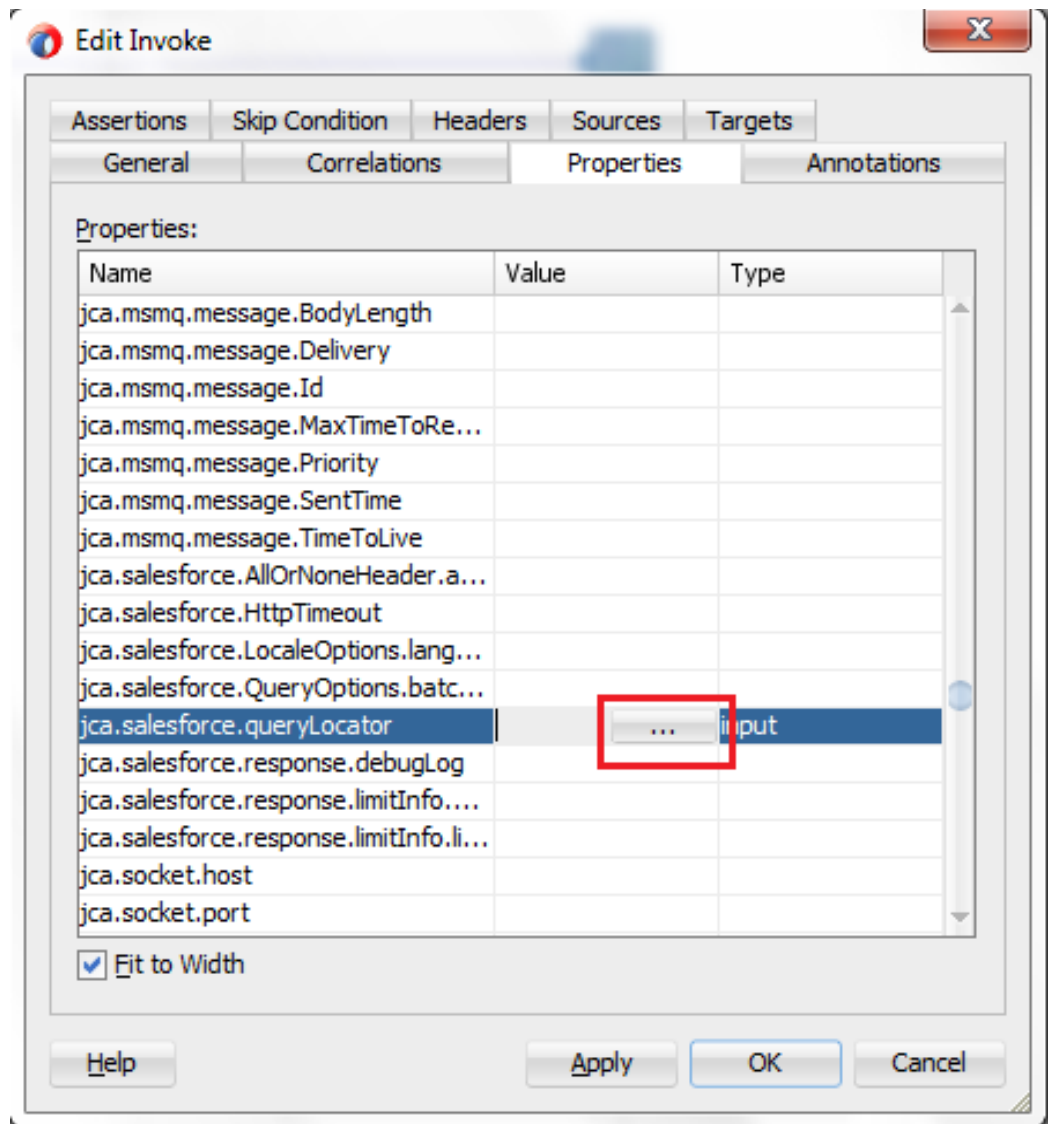 Edit Invoke
Assertions Skip Condition Headers Sources Targets
General Correlations Properties Annotations
Properties:
Name Value Type
jca.msmq.message.BodyLength
jca.msmq.message.Delivery
jca.msmq.message.Id
jca.msmq.message.MaxTimeToRe...
jca.msmq.message.Priority
jca.msmq.message.SentTime
jca.msmq.message.TimeToLive
jca.salesforce.AllOrNoneHeader.a...
jca.salesforce.HttpTimeout
jca.salesforce.LocaleOptions.lang...
jca.salesforce.QueryOptions.batc...
jca.salesforce.queryLocator ... input
jca.salesforce.response.debugLog
jca.salesforce.response.limitInfo....
jca.salesforce.response.limitInfo.li...
jca.socket.host
jca.socket.port
Fit to Width
Help Apply OK Cancel